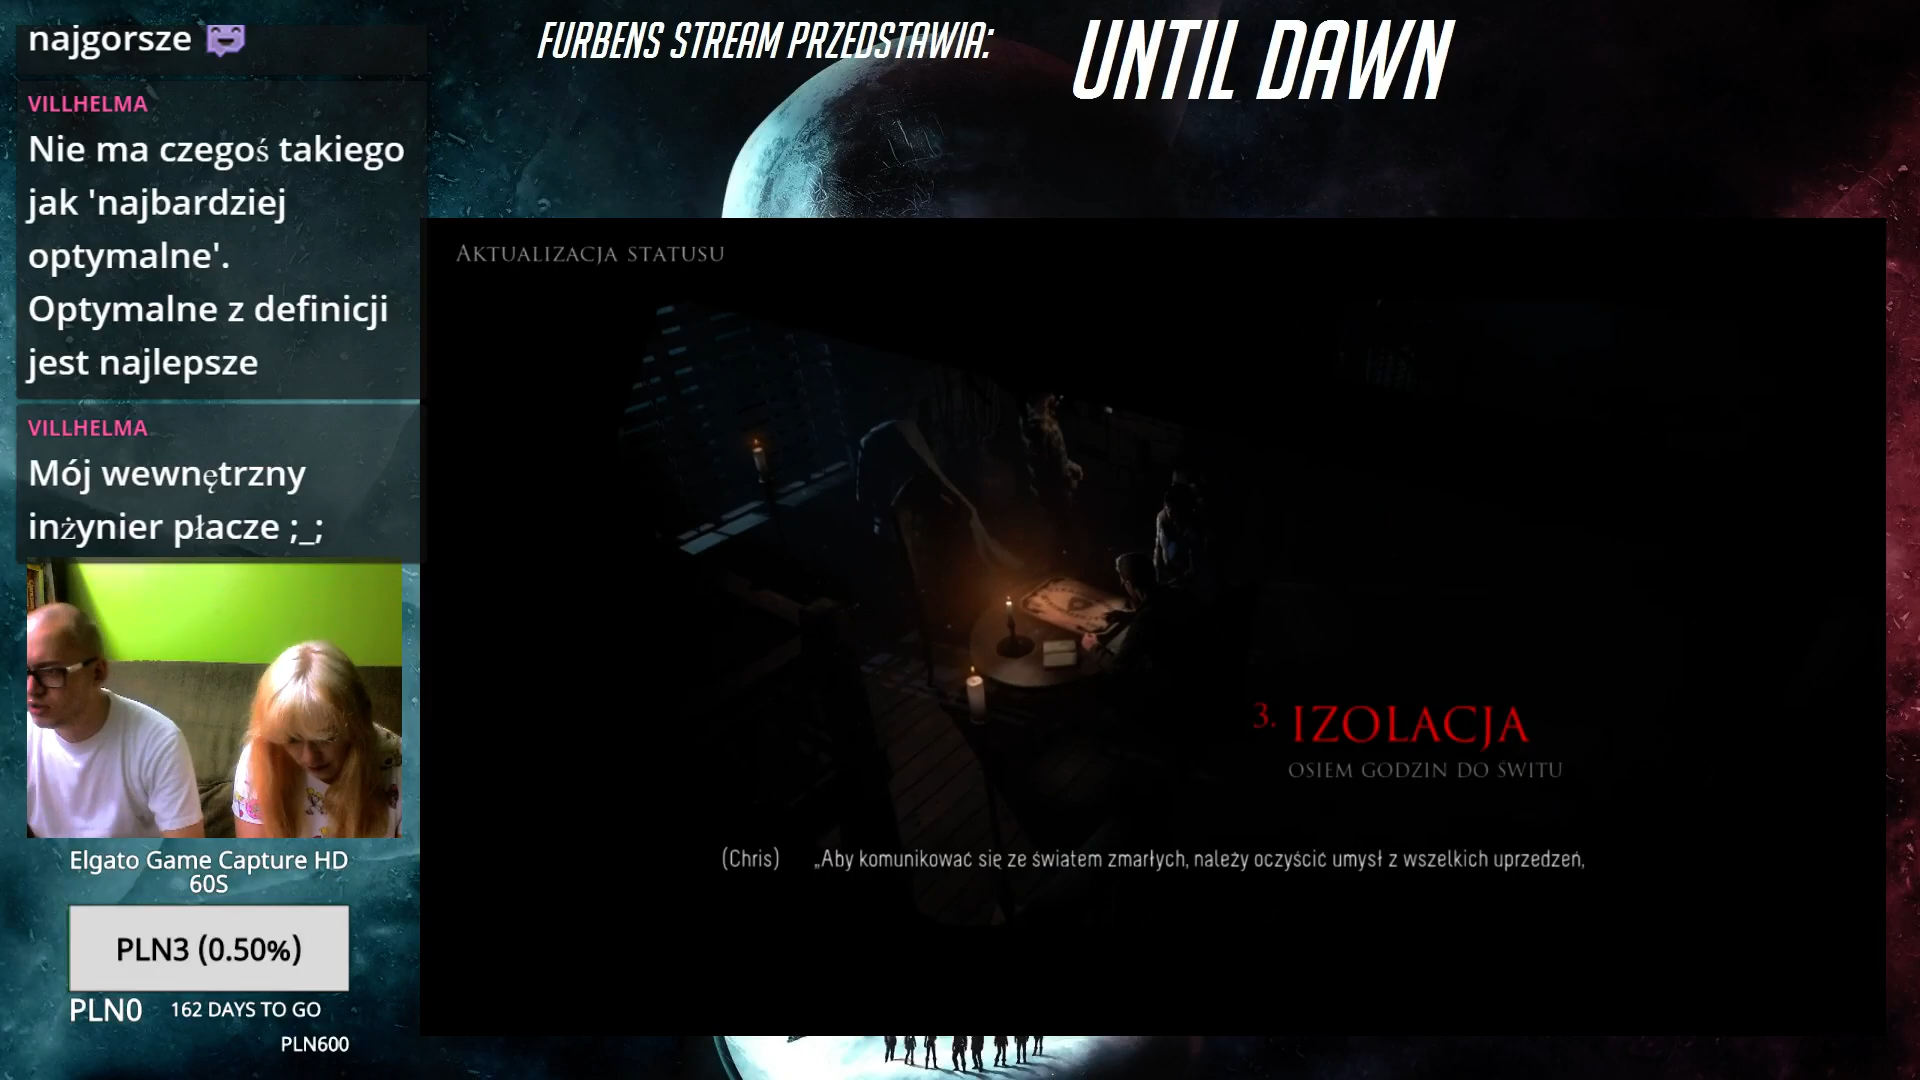 FURBENS STREAM PRZEDSTAWIA:
UNTIL DAWN
najgorsze
VILLHELMA
Nie ma czegoś takiego
jak 'najbardziej
optymalne'.
Optymalne z definicji
jest najlepsze
VILLHELMA
Mój wewnętrzny
inżynier płacze ;_;
Elgato Game Capture HD
60S
PLN3 (0.50%)
PLN0 162 DAYS TO GO
PLN600
Aktualizacja statusu
3. IZOLACJA
OSIEM GODZIN DO ŚWITU
(Chris) „Aby komunikować się ze światem zmarłych, należy oczyścić umysł z wszelkich uprzedzeń,